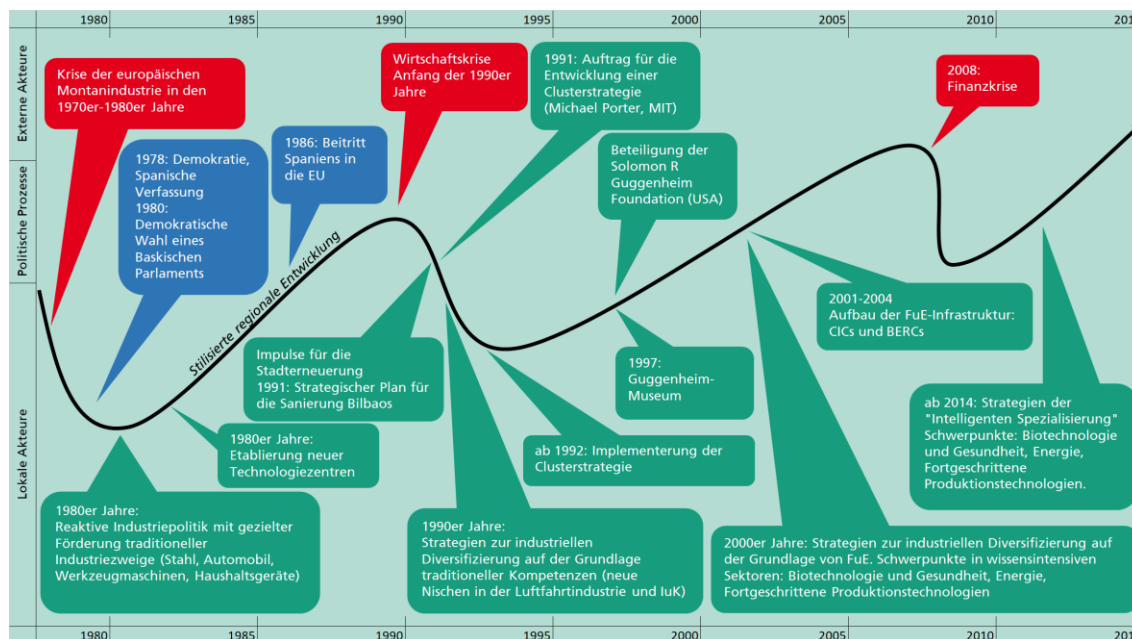 1980 1985 1990 1995 2000 2005 2010 201
Externe Akteure
Politische Prozesse
Lokale Akteure
Krise der europäischen
Montanindustrie in den
1970er-1980er Jahre
1978: Demokratie,
Spanische
Verfassung
1980:
Demokratische
Wahl eines
Baskischen
Parlaments
1986: Beitritt
Spaniens in
die EU
Wirtschaftskrise
Anfang der 1990er
Jahre
1991: Auftrag für die
Entwicklung einer
Clusterstrategie
(Michael Porter, MIT)
Beteiligung der
Solomon R
Guggenheim
Foundation (USA)
2008:
Finanzkrise
Stilisierte regionale Entwicklung
Impulse für die
Stadterneuerung
1991: Strategischer Plan für
die Sanierung Bilbaos
1997:
Guggenheim-
Museum
2001-2004
Aufbau der FuE-Infrastruktur:
CICs und BERCs
1980er Jahre:
Etablierung neuer
Technologiezentren
ab 1992: Implementerung der
Clusterstrategie
ab 2014: Strategien der
"Intelligenten Spezialisierung"
Schwerpunkte: Biotechnologie
und Gesundheit, Energie,
Fortgeschrittene
Produktionstechnologien.
1980er Jahre:
Reaktive Industriepolitik mit gezielter
Förderung traditioneller
Industriezweige (Stahl, Automobil,
Werkzeugmaschinen, Haushaltsgeräte)
1990er Jahre:
Strategien zur industriellen
Diversifizierung auf der Grundlage
traditioneller Kompetenzen (neue
Nischen in der Luftfahrtindustrie und IuK)
2000er Jahre: Strategien zur industriellen Diversifizierung auf
der Grundlage von FuE. Schwerpunkte in wissensintensiven
Sektoren: Biotechnologie und Gesundheit, Energie,
Fortgeschrittene Produktionstechnologien
1980 1985 1990 1995 2000 2005 2010 201